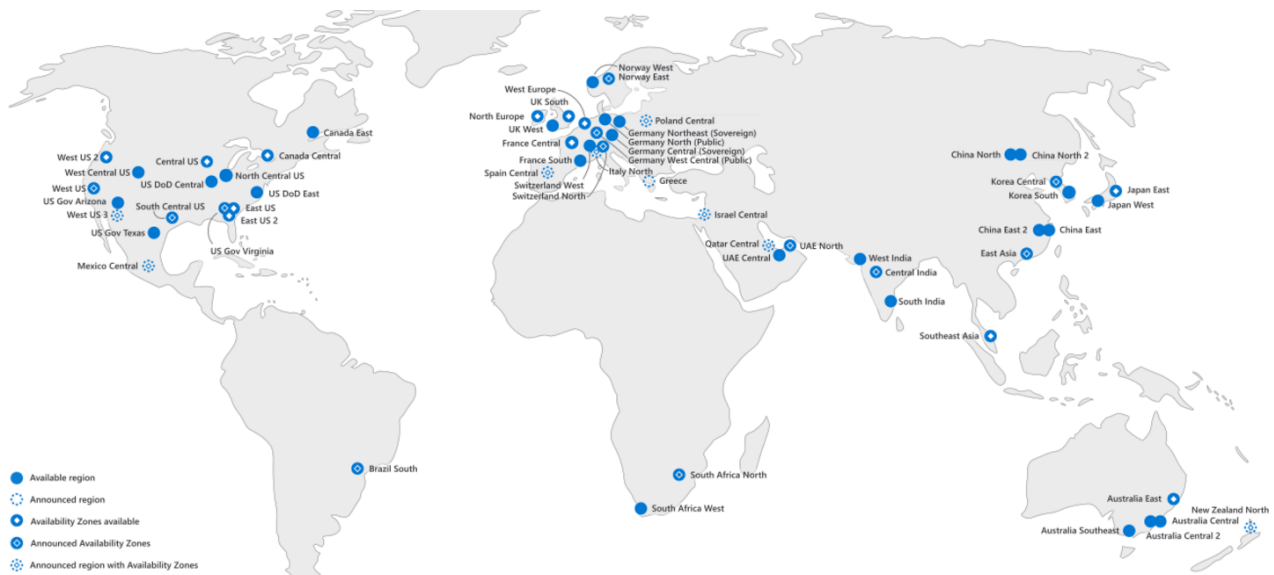 Norway West
Norway East
West Europe
UK South
North Europe
Poland Central
UK West
Germany Northeast (Sovereign)
Germany North (Public)
France Central
Germany Central (Sovereign)
France South
Germany West Central (Public)
Italy North
Spain Central
Greece
Switzerland West
Switzerland North
Canada East
West US 2
Central US
Canada Central
West Central US
North Central US
US DoD Central
West US
US DoD East
US Gov Arizona
South Central US
East US
West US 3
East US 2
US Gov Texas
US Gov Virginia
Mexico Central
Israel Central
Qatar Central
UAE North
UAE Central
West India
Central India
South India
China North
China North 2
Korea Central
Japan East
Korea South
Japan West
China East 2
China East
East Asia
Southeast Asia
Brazil South
South Africa North
South Africa West
Australia East
New Zealand North
Australia Central
Australia Southeast
Australia Central 2
Available region
Announced region
Availability Zones available
Announced Availability Zones
Announced region with Availability Zones